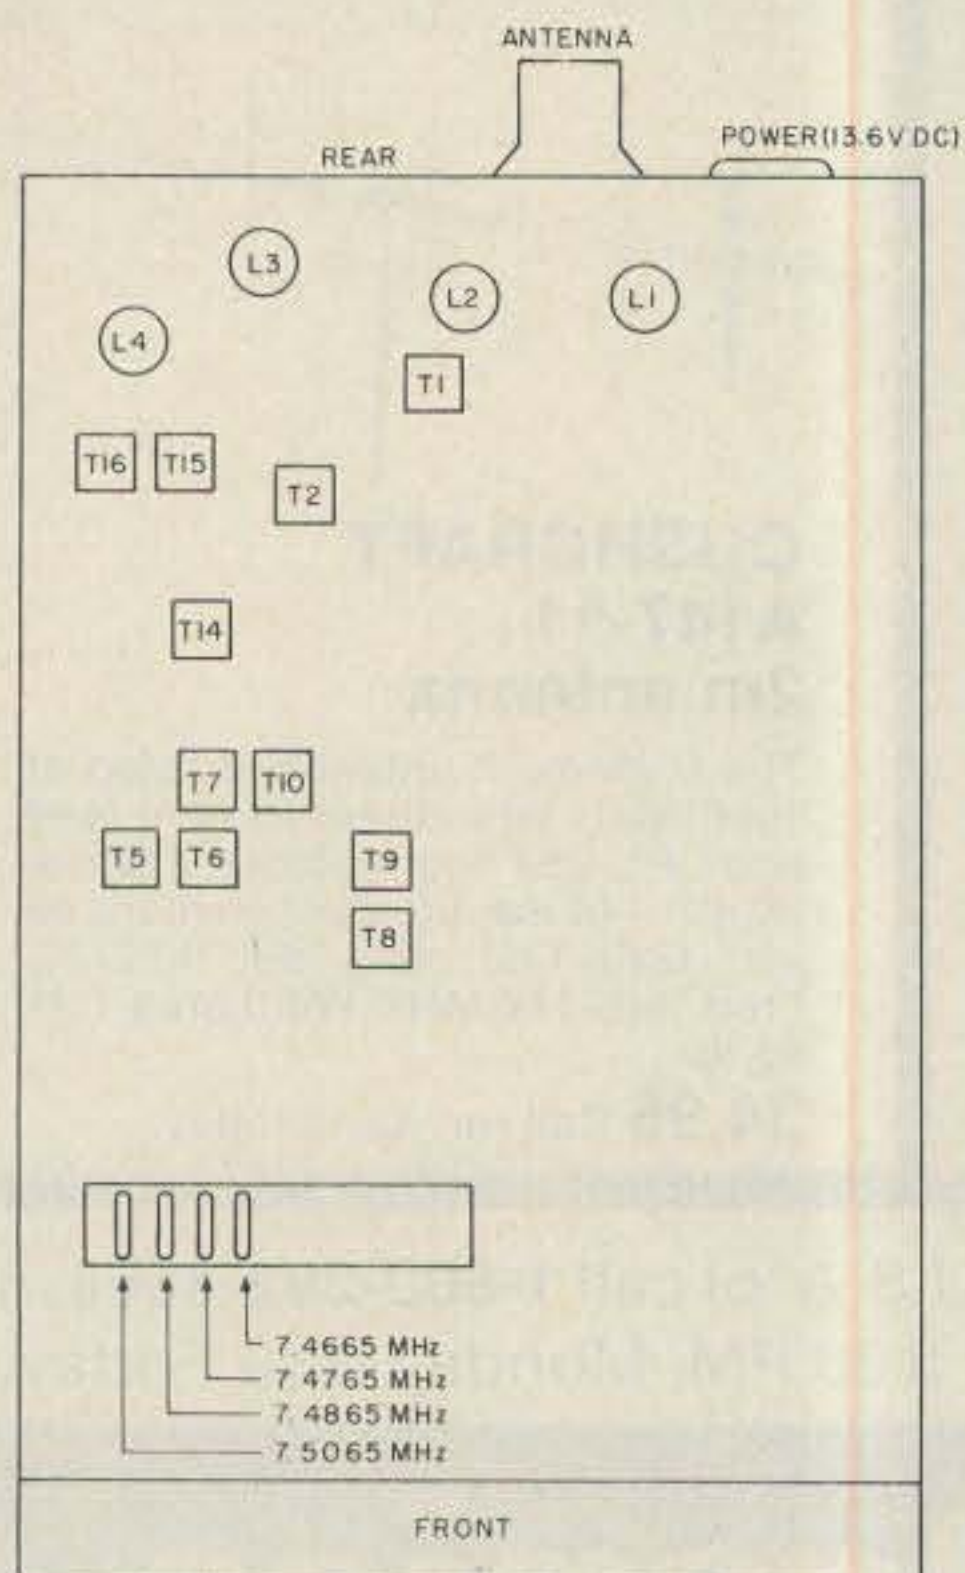 ANTENNA
POWER(13.6V DC)
REAR
L3
L2
L1
L4
T1
T16
T15
T2
T14
T7
T10
T5
T6
T9
T8
7.4665 MHz
7.4765 MHz
7.4865 MHz
7.5065 MHz
FRONT